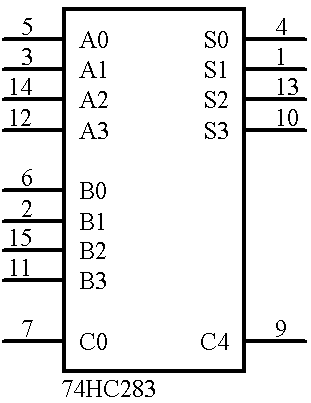 5 A0 S0 4
3 A1 S1 1
14 A2 S2 13
12 A3 S3 10
6 B0
2 B1
15 B2
11 B3
7 C0 C4 9
74HC283